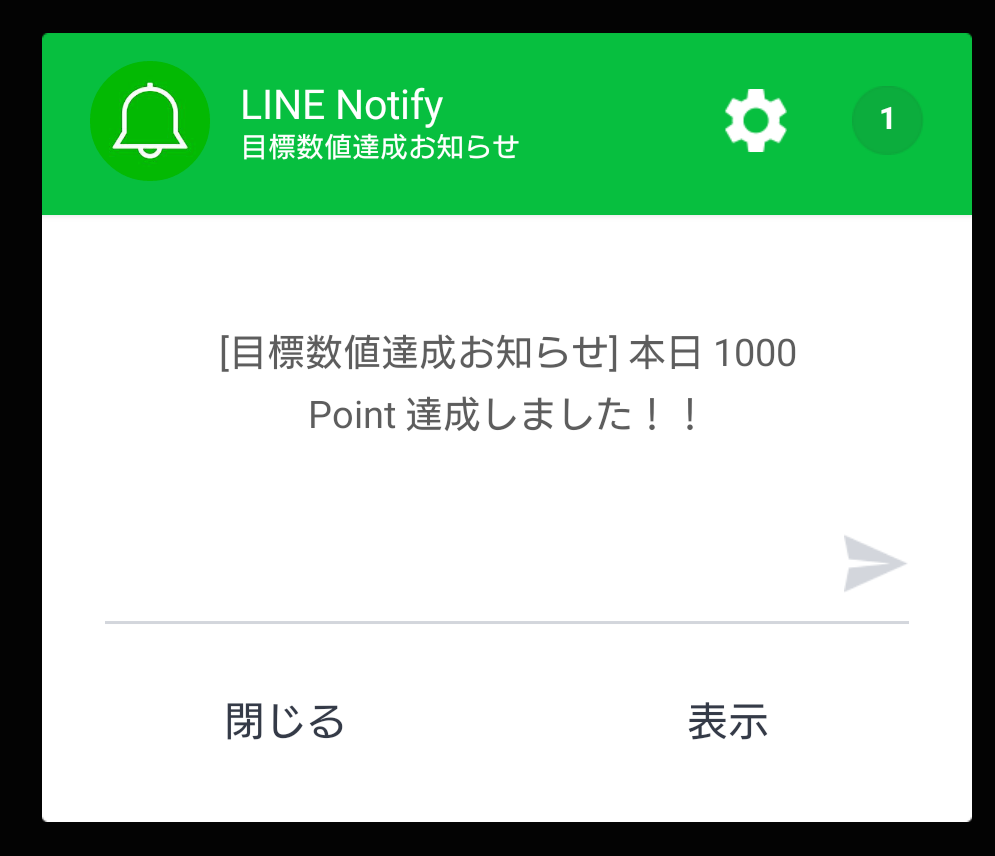 LINE Notify
目標数値達成お知らせ
1
[目標数値達成お知らせ] 本日 1000
Point 達成しました！！
閉じる
表示